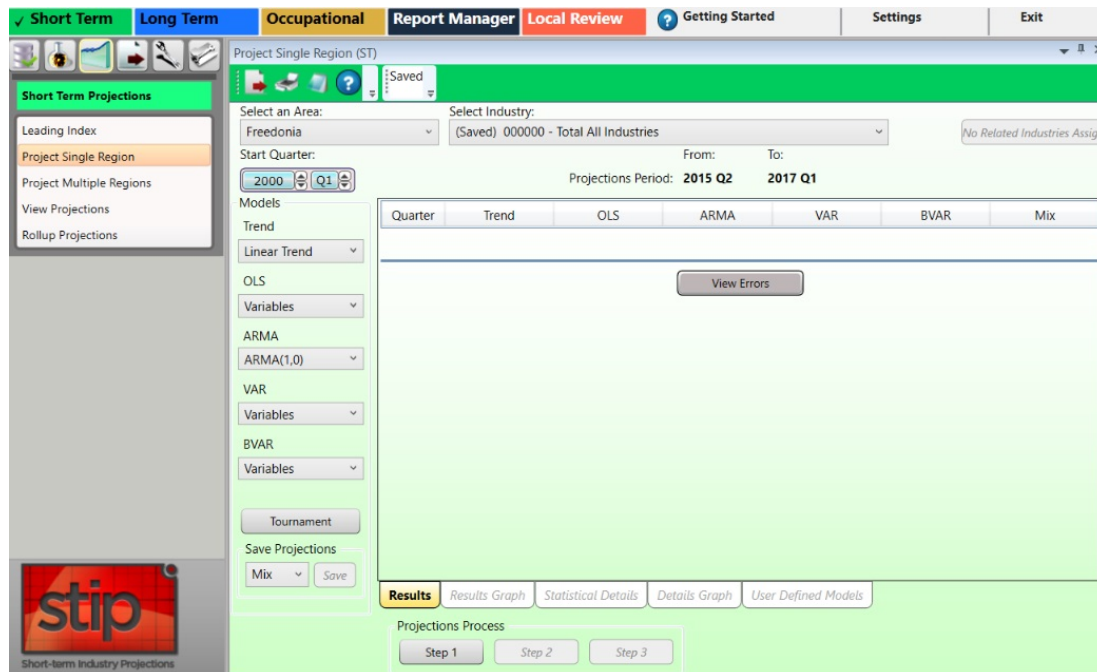 ✓ Short Term Long Term Occupational Report Manager Local Review ? Getting Started Settings Exit
Project Single Region (ST)
Short Term Projections
Leading Index
Project Single Region
Project Multiple Regions
View Projections
Rollup Projections
stip
Short-term Industry Projections
? Saved
Select an Area: Select Industry:
Freedonia (Saved) 000000 - Total All Industries No Related Industries
Start Quarter: From: To:
2000 Q1 Projections Period: 2015 Q2 2017 Q1
Models
Trend
Linear Trend
OLS
Variables
ARMA
ARMA(1,0)
VAR
Variables
BVAR
Variables
Tournament
Save Projections
Mix Save
Quarter Trend OLS ARMA VAR BVAR Mix
View Errors
Results Results Graph Statistical Details Details Graph User Defined Models
Projections Process
Step 1 Step 2 Step 3